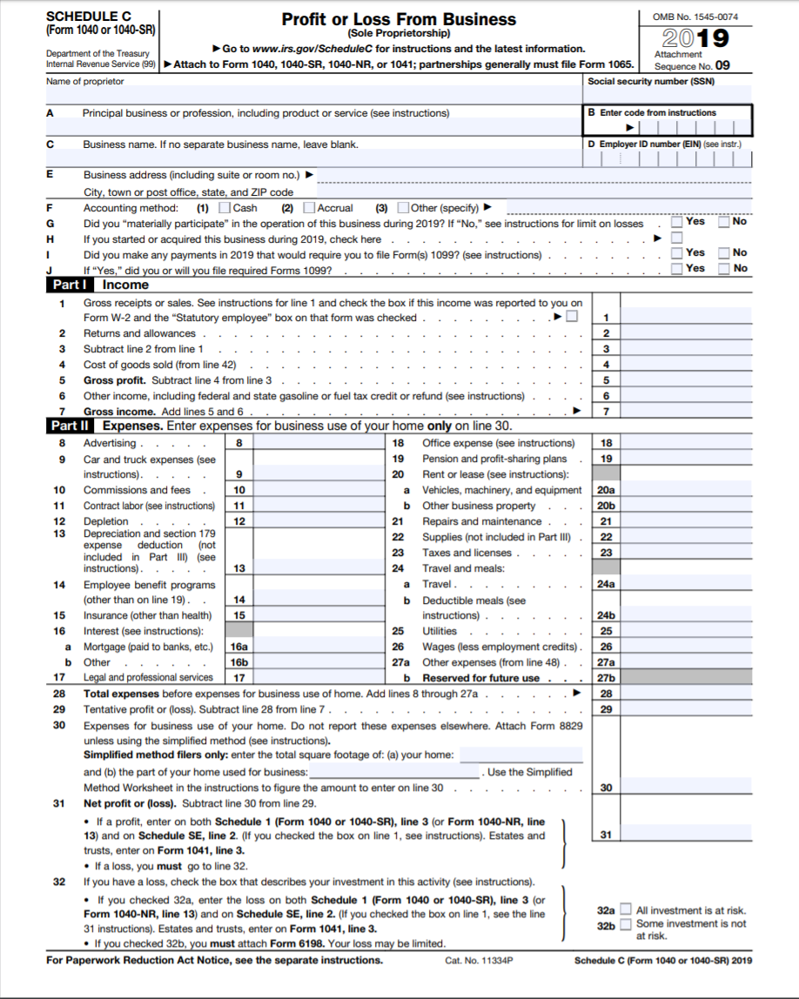 SCHEDULE C
(Form 1040 or 1040-SR)
Department of the Treasury
Internal Revenue Service (99)
Profit or Loss From Business
(Sole Proprietorship)
▶ Go to www.irs.gov/ScheduleC for instructions and the latest information.
▶ Attach to Form 1040, 1040-SR, 1040-NR, or 1041; partnerships generally must file Form 1065.
OMB No. 1545-0074
2019
Attachment
Sequence No. 09
Name of proprietor
Social security number (SSN)
A Principal business or profession, including product or service (see instructions)
B Enter code from instructions
▶
C Business name. If no separate business name, leave blank.
D Employer ID number (EIN) (see instr.)
E Business address (including suite or room no.) ▶
City, town or post office, state, and ZIP code
F Accounting method: (1) Cash (2) Accrual (3) Other (specify) ▶
G Did you “materially participate” in the operation of this business during 2019? If “No,” see instructions for limit on losses . Yes No
H If you started or acquired this business during 2019, check here . . . . . . . . . . . . . . . . . ▶
I Did you make any payments in 2019 that would require you to file Form(s) 1099? (see instructions) . . . . . . . . Yes No
J If “Yes,” did you or will you file required Forms 1099? . . . . . . . . . . . . . . . . . . . . . Yes No
Part I Income
1 Gross receipts or sales. See instructions for line 1 and check the box if this income was reported to you on
Form W-2 and the “Statutory employee” box on that form was checked . . . . . . . . . ▶ 1
2 Returns and allowances . . . . . . . . . . . . . . . . . . . . . . . . . 2
3 Subtract line 2 from line 1 . . . . . . . . . . . . . . . . . . . . . . . . 3
4 Cost of goods sold (from line 42) . . . . . . . . . . . . . . . . . . . . . . 4
5 Gross profit. Subtract line 4 from line 3 . . . . . . . . . . . . . . . . . . . . 5
6 Other income, including federal and state gasoline or fuel tax credit or refund (see instructions) . . . . 6
7 Gross income. Add lines 5 and 6 . . . . . . . . . . . . . . . . . . . . . ▶ 7
Part II Expenses. Enter expenses for business use of your home only on line 30.
8 Advertising . . . . . 8
9 Car and truck expenses (see
instructions) . . . . . 9
10 Commissions and fees . 10
11 Contract labor (see instructions) 11
12 Depletion . . . . . 12
13 Depreciation and section 179
expense deduction (not
included in Part III) (see
instructions) . . . . . 13
14 Employee benefit programs
(other than on line 19) . . 14
15 Insurance (other than health) 15
16 Interest (see instructions):
a Mortgage (paid to banks, etc.) 16a
b Other . . . . . . 16b
17 Legal and professional services 17
18 Office expense (see instructions) 18
19 Pension and profit-sharing plans . 19
20 Rent or lease (see instructions):
a Vehicles, machinery, and equipment 20a
b Other business property . . . 20b
21 Repairs and maintenance . . . 21
22 Supplies (not included in Part III) . 22
23 Taxes and licenses . . . . . 23
24 Travel and meals:
a Travel . . . . . . . . . 24a
b Deductible meals (see
instructions) . . . . . . . 24b
25 Utilities . . . . . . . . 25
26 Wages (less employment credits) . 26
27a Other expenses (from line 48) . . 27a
b Reserved for future use . . . 27b
28 Total expenses before expenses for business use of home. Add lines 8 through 27a . . . . . . ▶ 28
29 Tentative profit or (loss). Subtract line 28 from line 7 . . . . . . . . . . . . . . . . . 29
30 Expenses for business use of your home. Do not report these expenses elsewhere. Attach Form 8829
unless using the simplified method (see instructions).
Simplified method filers only: enter the total square footage of: (a) your home:
and (b) the part of your home used for business: . Use the Simplified
Method Worksheet in the instructions to figure the amount to enter on line 30 . . . . . . . . . 30
31 Net profit or (loss). Subtract line 30 from line 29.
• If a profit, enter on both Schedule 1 (Form 1040 or 1040-SR), line 3 (or Form 1040-NR, line
13) and on Schedule SE, line 2. (If you checked the box on line 1, see instructions). Estates and
trusts, enter on Form 1041, line 3.
• If a loss, you must go to line 32.
31
32 If you have a loss, check the box that describes your investment in this activity (see instructions).
• If you checked 32a, enter the loss on both Schedule 1 (Form 1040 or 1040-SR), line 3 (or
Form 1040-NR, line 13) and on Schedule SE, line 2. (If you checked the box on line 1, see the line
31 instructions). Estates and trusts, enter on Form 1041, line 3.
• If you checked 32b, you must attach Form 6198. Your loss may be limited.
32a All investment is at risk.
32b Some investment is not
at risk.
For Paperwork Reduction Act Notice, see the separate instructions.
Cat. No. 11334P
Schedule C (Form 1040 or 1040-SR) 2019